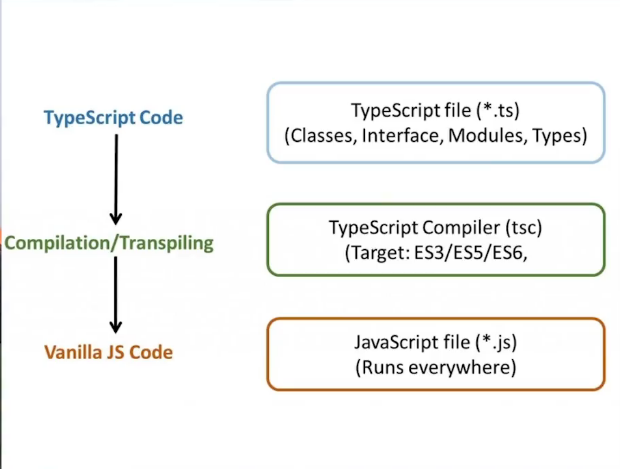 TypeScript Code
TypeScript file (*.ts)
(Classes, Interface, Modules, Types)
Compilation/Transpiling
TypeScript Compiler (tsc)
(Target: ES3/ES5/ES6,
Vanilla JS Code
JavaScript file (*.js)
(Runs everywhere)